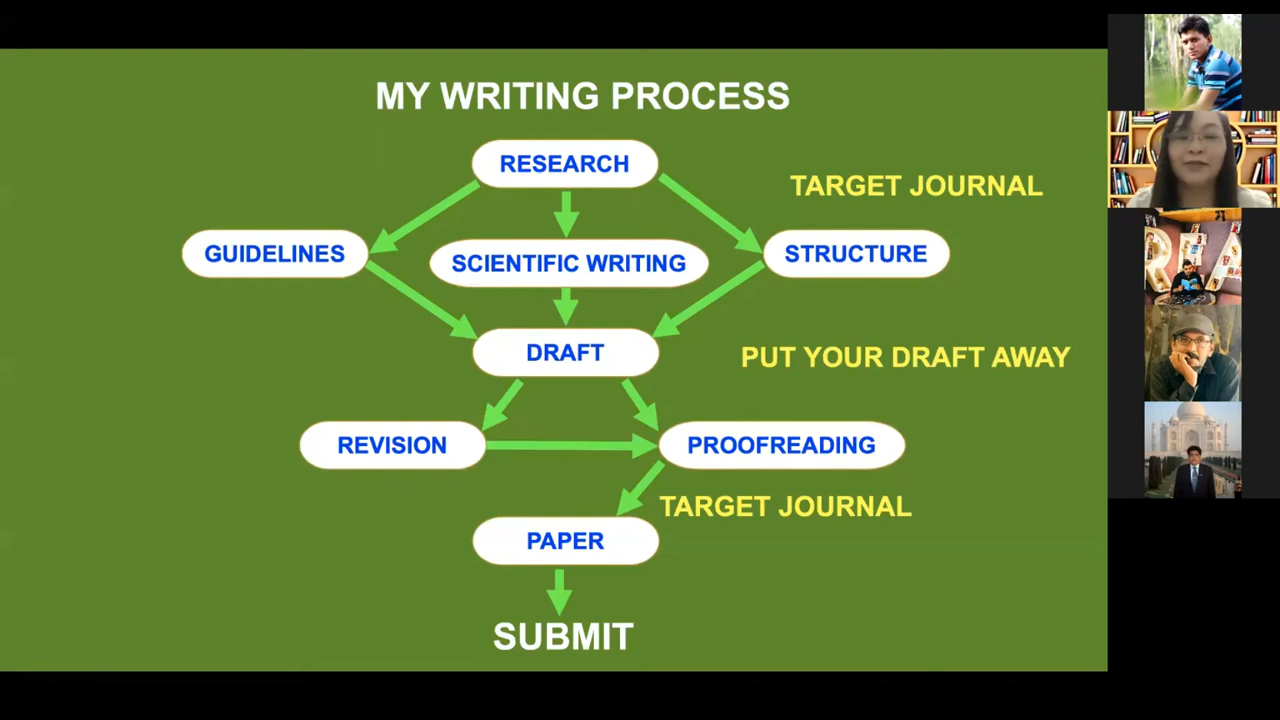 MY WRITING PROCESS
RESEARCH
TARGET JOURNAL
GUIDELINES
SCIENTIFIC WRITING
STRUCTURE
DRAFT
PUT YOUR DRAFT AWAY
REVISION
PROOFREADING
TARGET JOURNAL
PAPER
SUBMIT